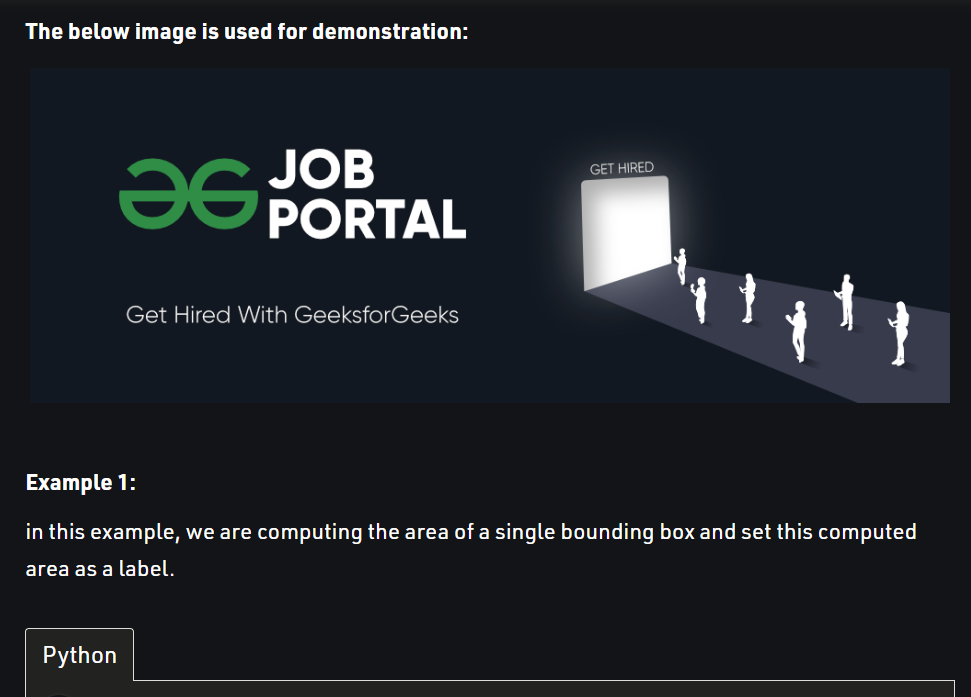 The below image is used for demonstration:
JOB
PORTAL
Get Hired With GeeksforGeeks
GET HIRED
Example 1:
in this example, we are computing the area of a single bounding box and set this computed
area as a label.
Python